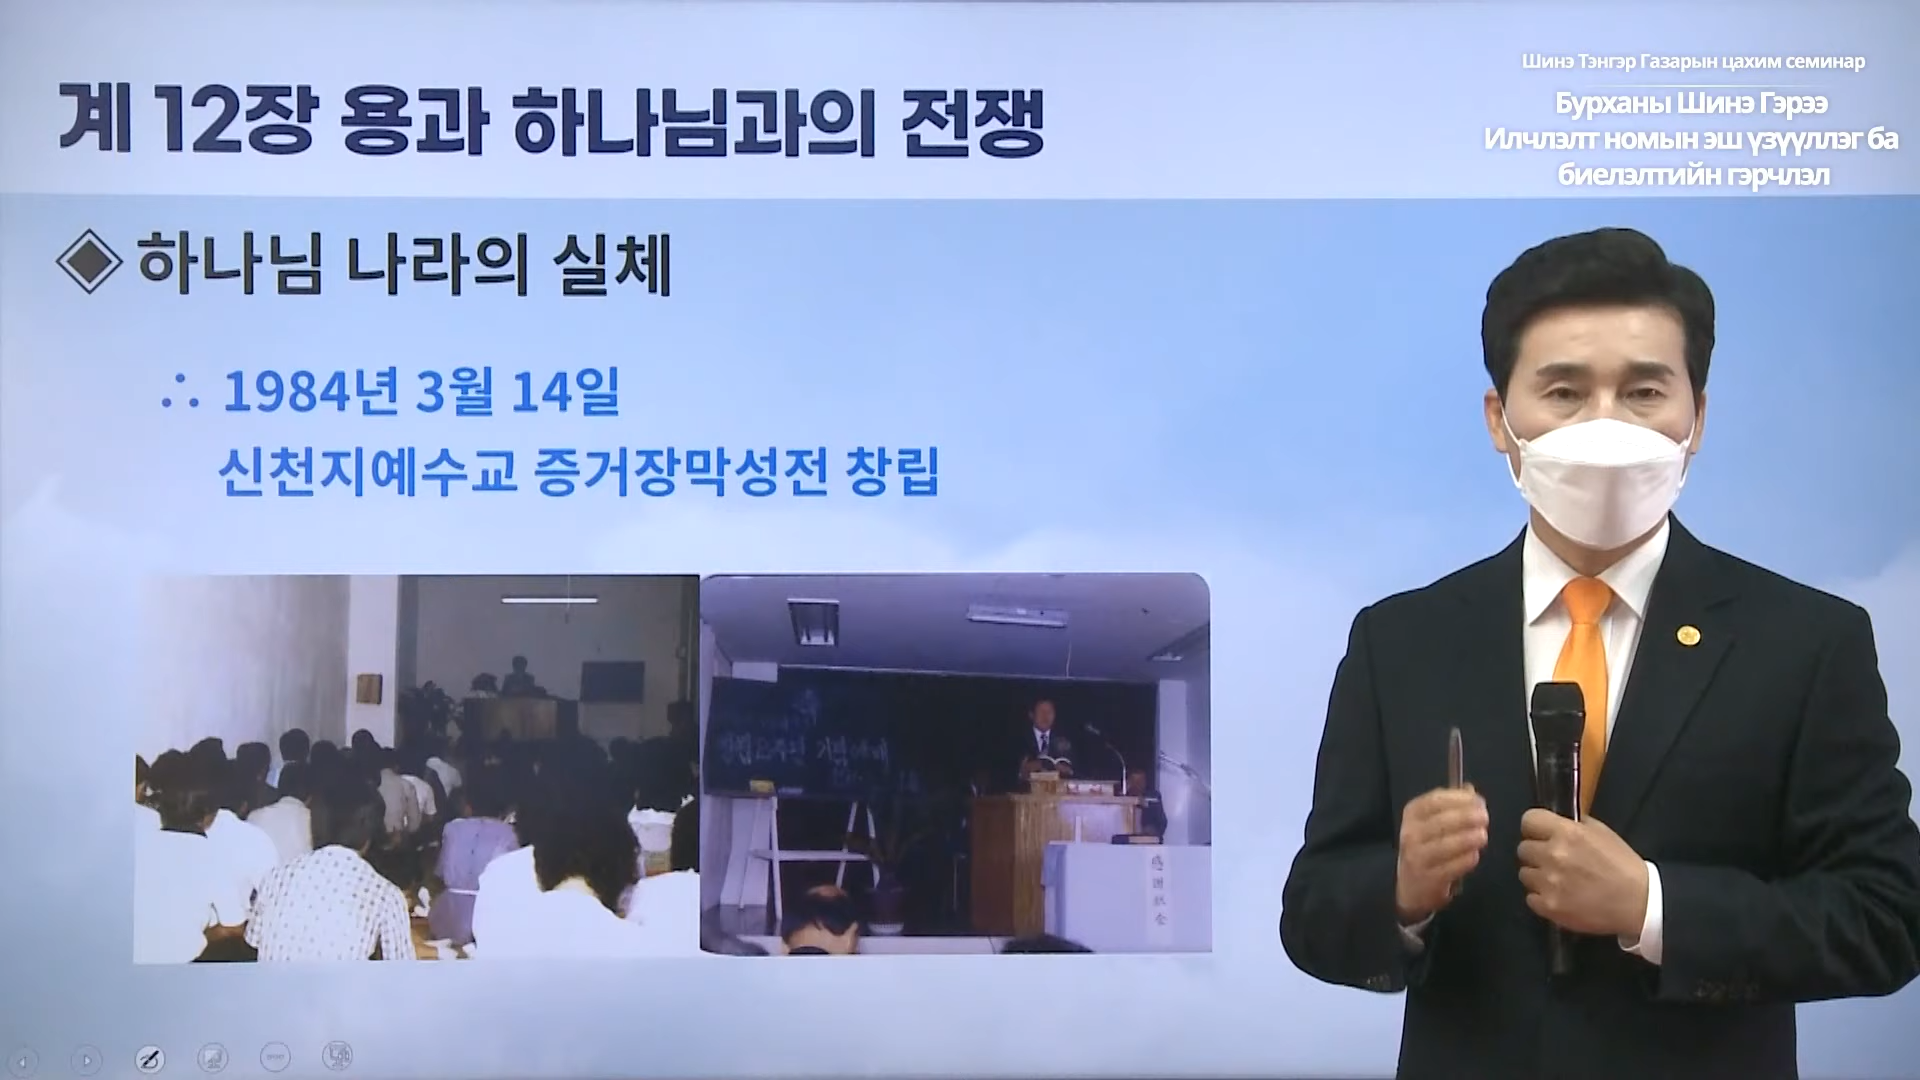 계 12장 용과 하나님과의 전쟁
Шинэ Тэнгэр Газарын цахим семинар
Бурханы Шинэ Гэрээ
Илчлэлт номын эш үзүүллэг ба
биелэлтийн гэрчлэл
◈ 하나님 나라의 실체
∴ 1984년 3월 14일
신천지예수교 증거장막성전 창립